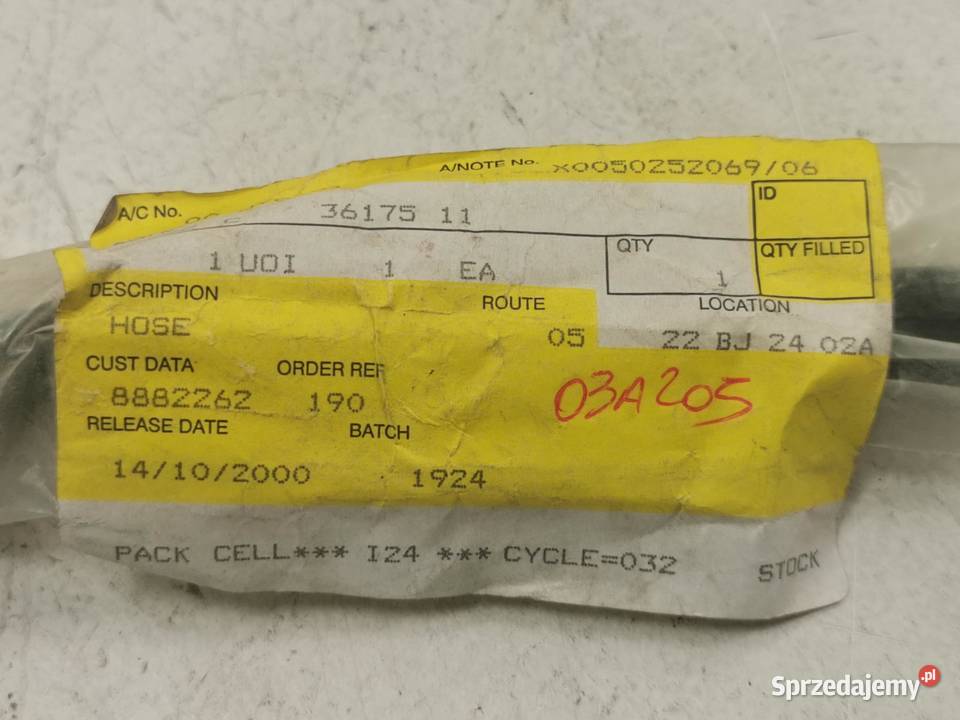 A/NOTE No. X0050252069/06
A/C No. 36175 11
ID
1 UOI 1 EA
QTY 1
QTY FILLED
DESCRIPTION
HOSE
ROUTE
05
LOCATION
22 BJ 24 02A
CUST DATA ORDER REF
8882262 190
03A205
RELEASE DATE BATCH
14/10/2000 1924
PACK CELL*** I24 *** CYCLE=032 STOCK
Sprzedajemy.pl